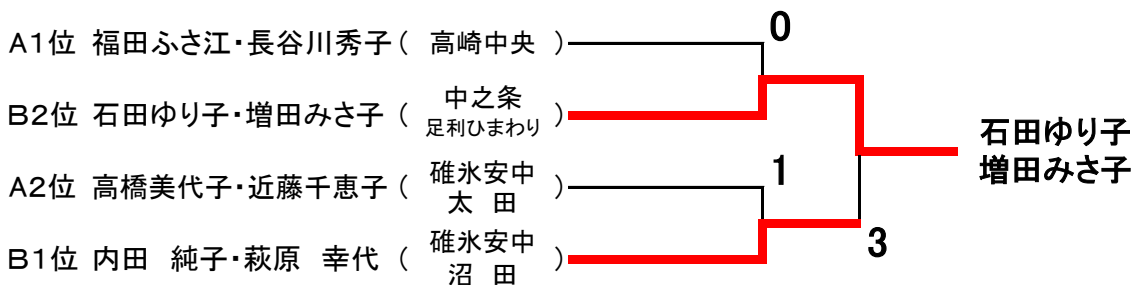 0
A1位 福田ふさ江・長谷川秀子( 高崎中央 )
B2位 石田ゆり子・増田みさ子( 中之条 足利ひまわり )
石田ゆり子
増田みさ子
1
A2位 高橋美代子・近藤千恵子( 碓氷安中 太 田 )
3
B1位 内田 純子・萩原 幸代 ( 碓氷安中 沼 田 )